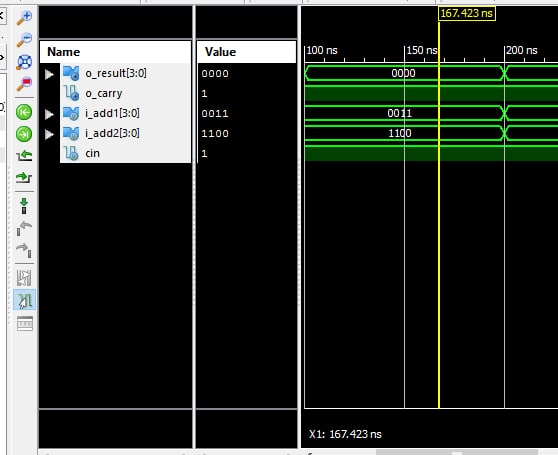 167.423 ns
Name Value
100 ns 150 ns 200 ns
o_result[3:0] 0000 0000
o_carry 1
i_add1[3:0] 0011 0011
i_add2[3:0] 1100 1100
cin 1
X1: 167.423 ns